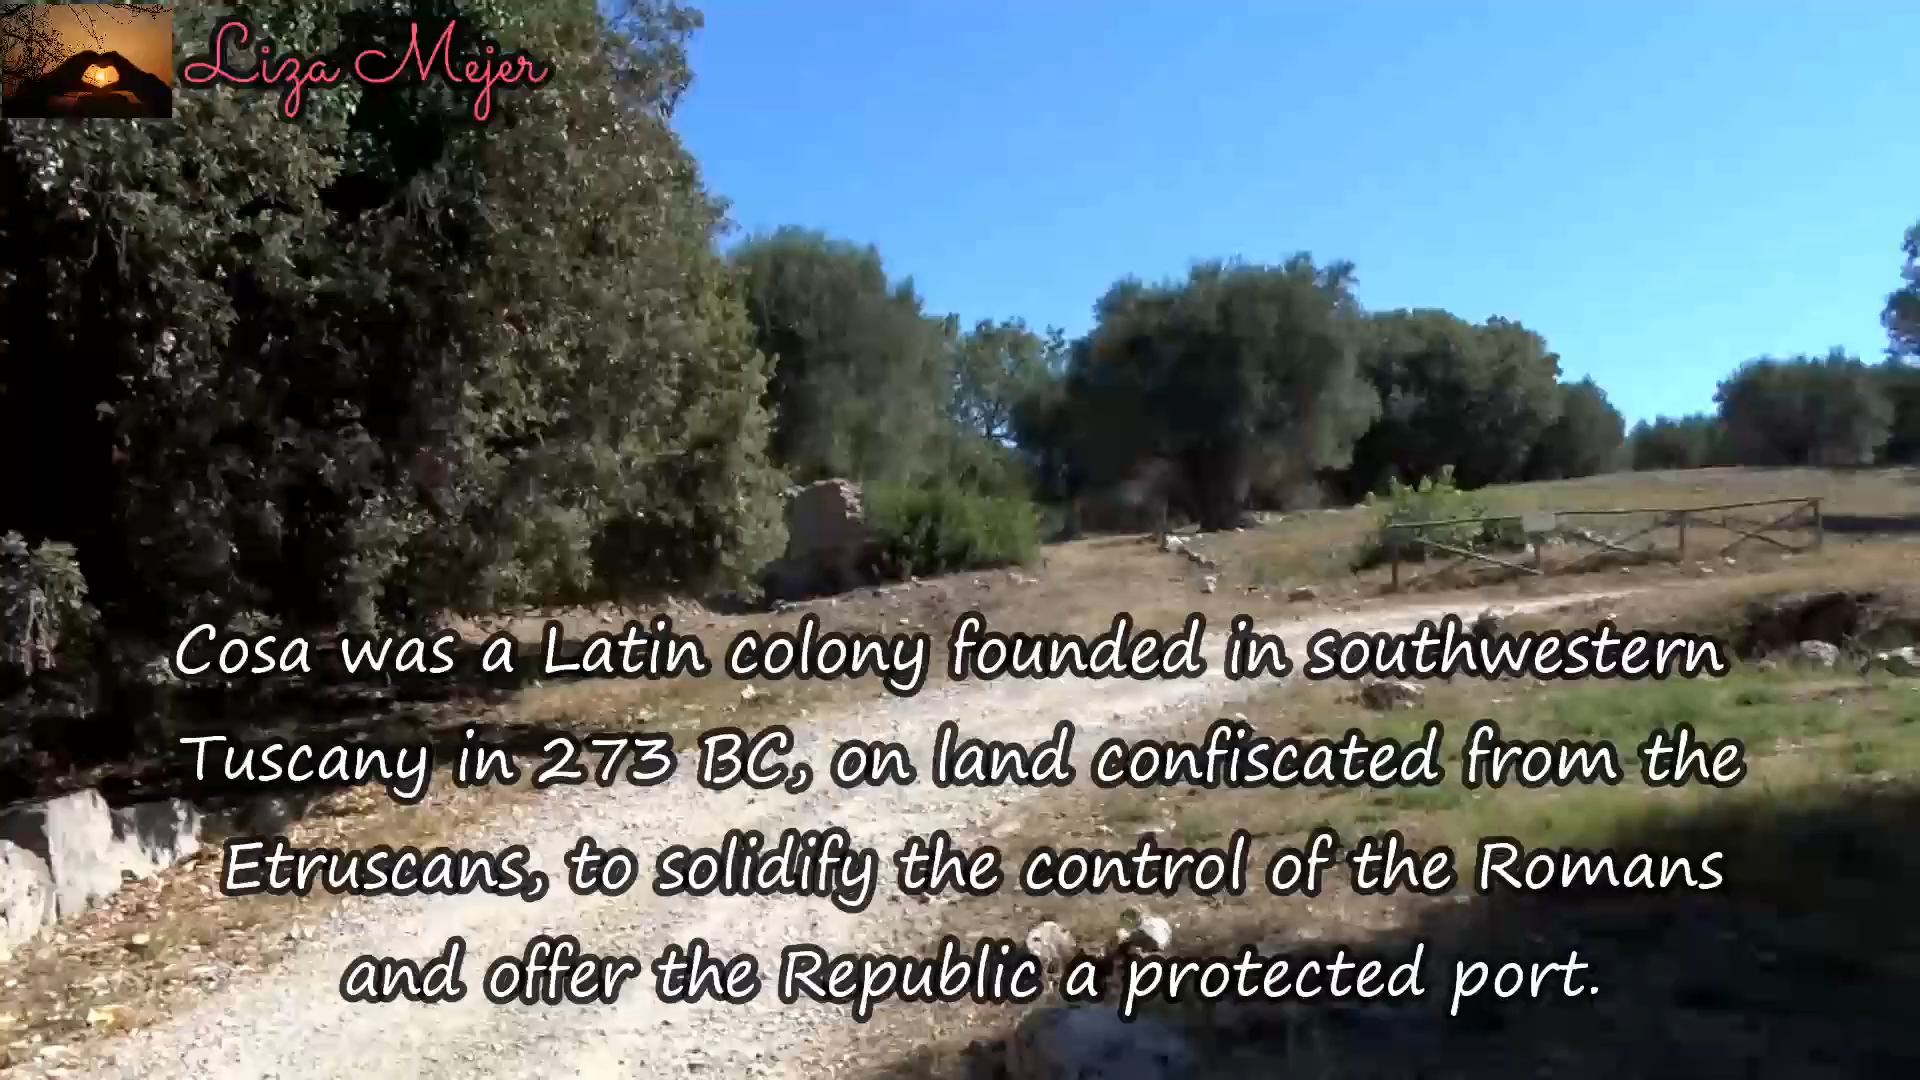 Liza Mejer
Cosa was a Latin colony founded in southwestern
Tuscany in 273 BC, on land confiscated from the
Etruscans, to solidify the control of the Romans
and offer the Republic a protected port.